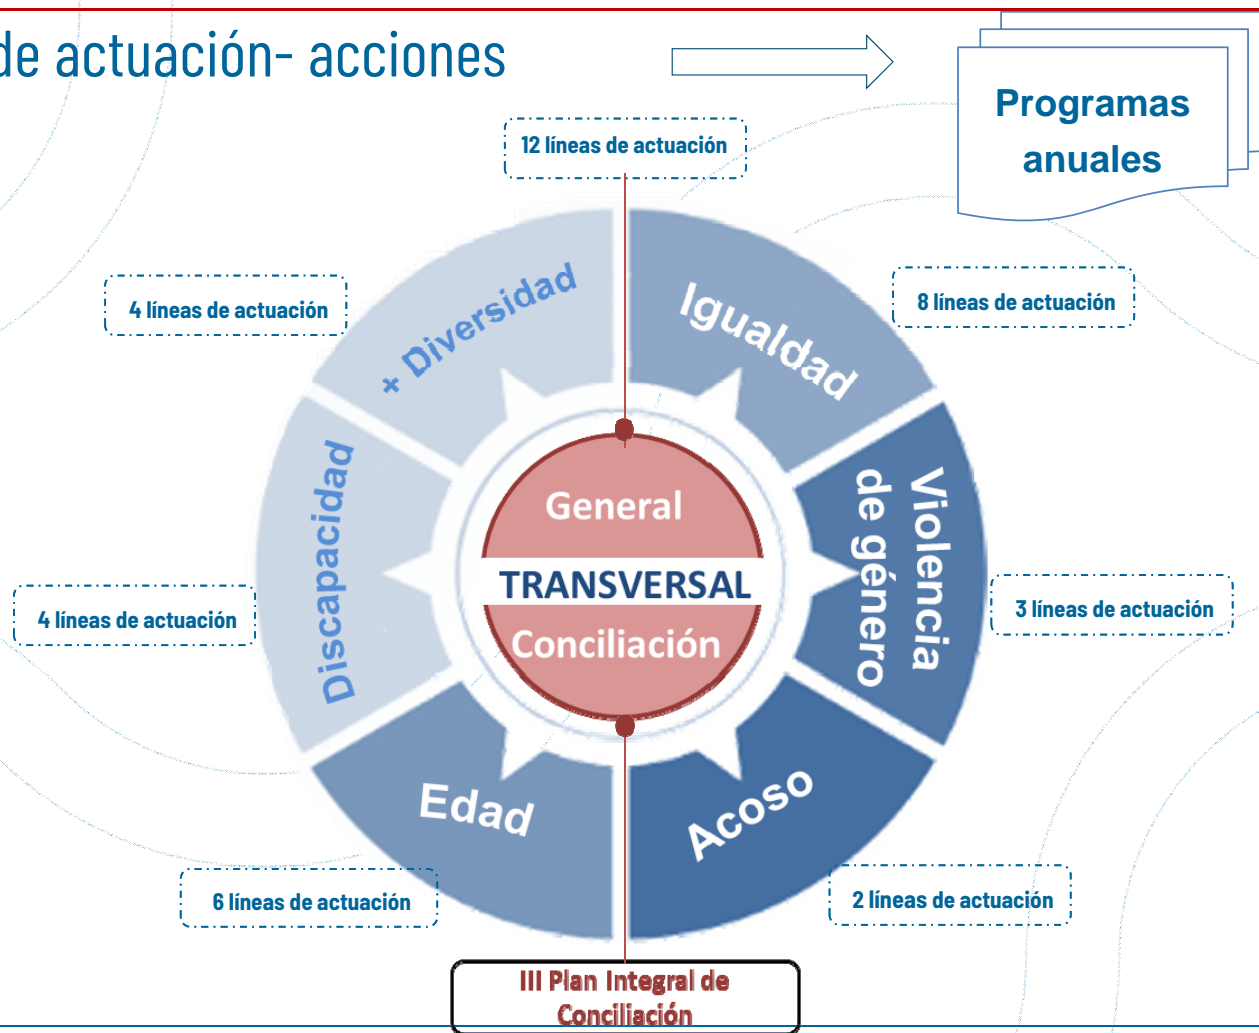 de actuación- acciones
Programas
anuales
12 líneas de actuación
4 líneas de actuación
8 líneas de actuación
+ Diversidad
Igualdad
Discapacidad
Violencia
de género
General
TRANSVERSAL
Conciliación
4 líneas de actuación
3 líneas de actuación
Edad
Acoso
6 líneas de actuación
2 líneas de actuación
III Plan Integral de
Conciliación